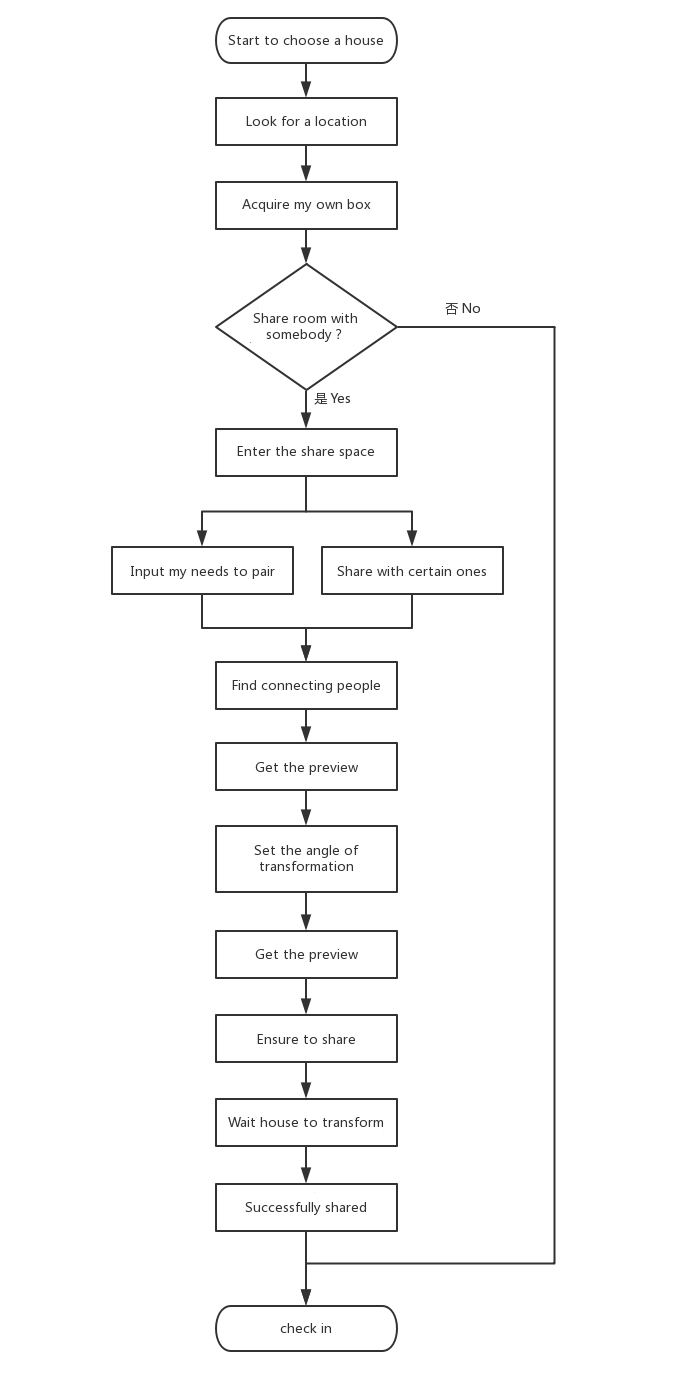 Start to choose a house
Look for a location
Acquire my own box
Share room with
somebody ?
否 No
是 Yes
Enter the share space
Input my needs to pair
Share with certain ones
Find connecting people
Get the preview
Set the angle of
transformation
Get the preview
Ensure to share
Wait house to transform
Successfully shared
check in